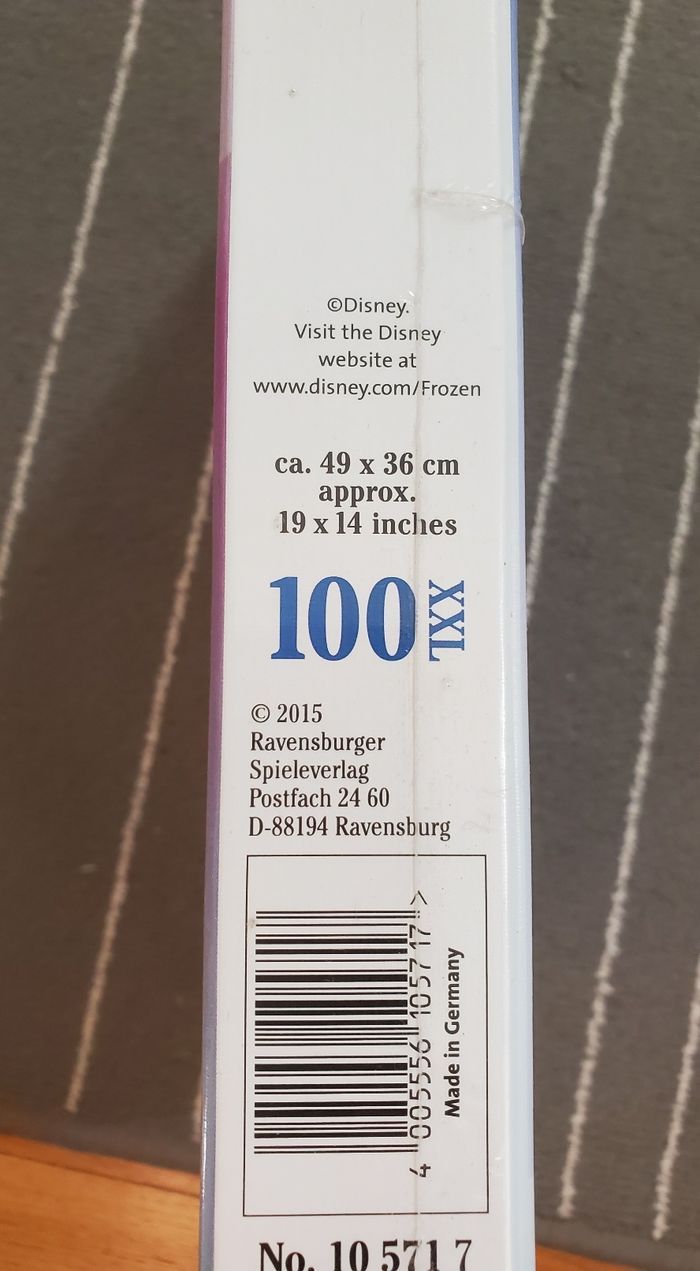 ©Disney.
Visit the Disney
website at
www.disney.com/Frozen
ca. 49 x 36 cm
approx.
19 x 14 inches
100 XXL
© 2015
Ravensburger
Spieleverlag
Postfach 24 60
D-88194 Ravensburg
4 005556 105717 >
Made in Germany
No. 10 571 7